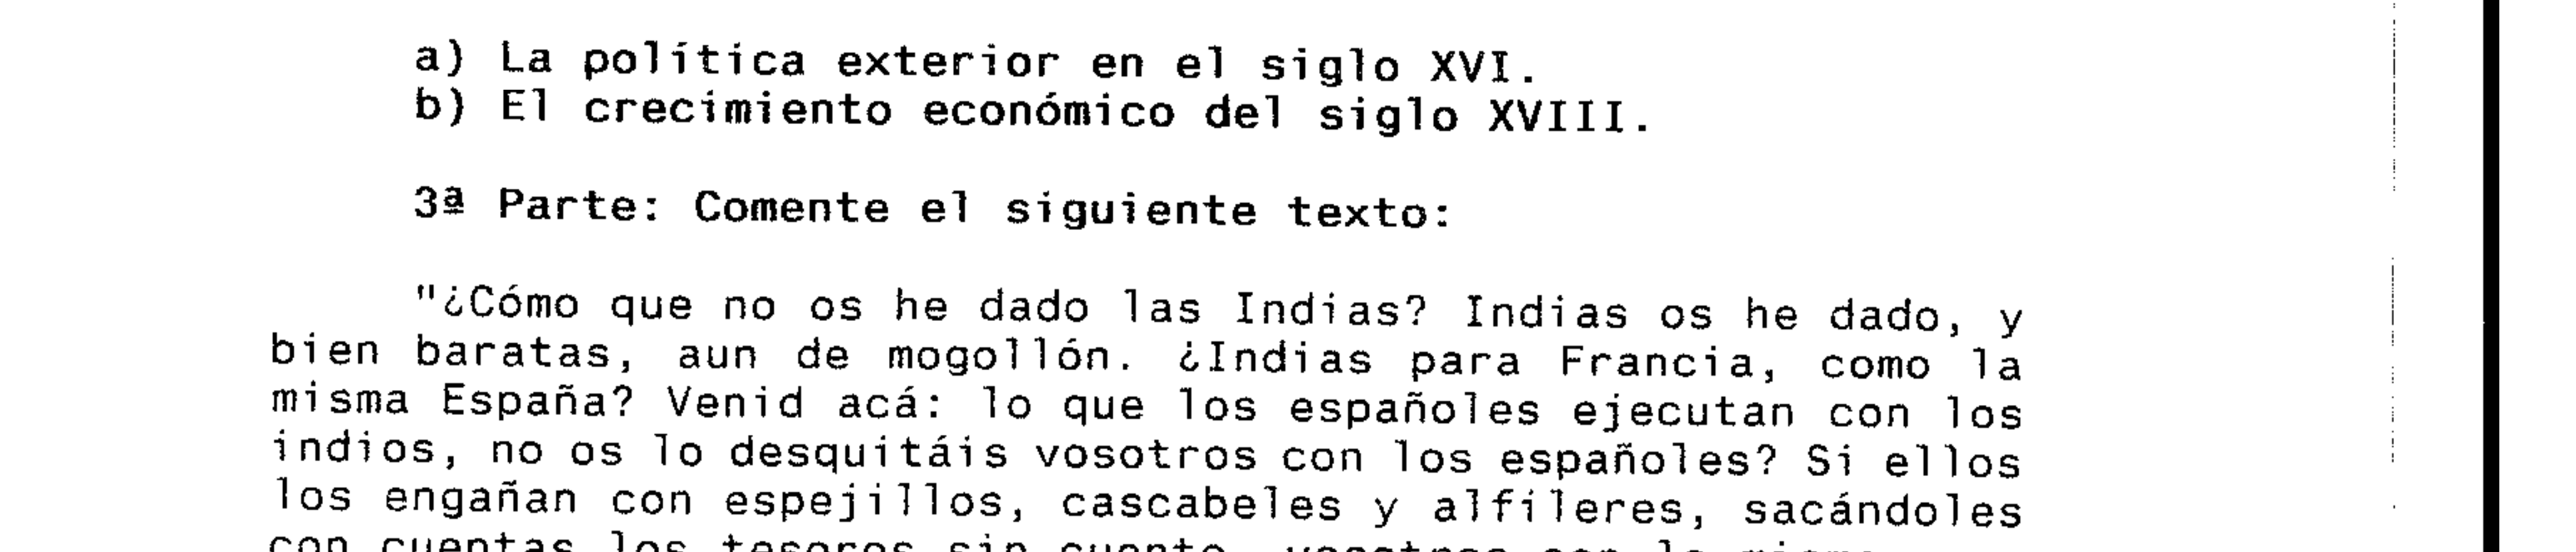 a) La política exterior en el siglo XVI.
b) El crecimiento económico del siglo XVIII.
3ª Parte: Comente el siguiente texto:
"¿Cómo que no os he dado las Indias? Indias os he dado, y
bien baratas, aun de mogollón. ¿Indias para Francia, como la
misma España? Venid acá: lo que los españoles ejecutan con los
indios, no os lo desquitáis vosotros con los españoles? Si ellos
los engañan con espejillos, cascabeles y alfileres, sacándoles
con cuentas los tesoros sin cuento, vosotros con lo